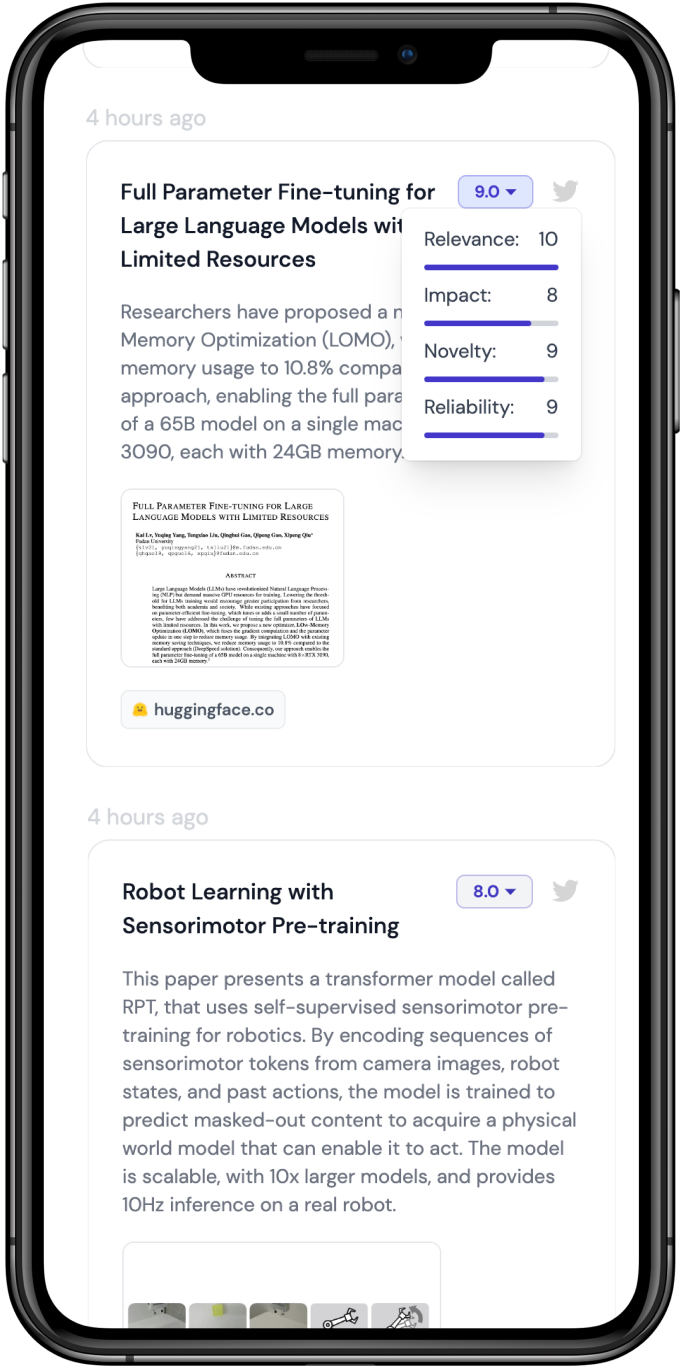 4 hours ago
Full Parameter Fine-tuning for
9.0
Large Language Models wit
Limited Resources
Relevance: 10
Impact: 8
Novelty: 9
Reliability: 9
Researchers have proposed a n
Memory Optimization (LOMO),
memory usage to 10.8% compa
approach, enabling the full para
of a 65B model on a single mac
3090, each with 24GB memory.
FULL PARAMETER FINE-TUNING FOR LARGE
LANGUAGE MODELS WITH LIMITED RESOURCES
Kai Lv, Yuqing Yang, Tengxiao Liu, Qinghui Gao, Qipeng Guo, Xipeng Qiu*
Fudan University
ABSTRACT
Large Language Models (LLMs) have revolutionized Natural Language Process-
ing (NLP) but demand massive GPU resources for training. Lowering the thresh-
old for LLMs training would encourage greater participation from researchers,
benefiting both academia and society. While existing approaches have focused
on parameter-efficient fine-tuning, which tunes or adds a small number of param-
eters, few have addressed the challenge of tuning the full parameters of LLMs
with limited resources. In this work, we propose a new optimizer, LOw-Memory
Optimization (LOMO), which fuses the gradient computation and the parameter
update in one step to reduce memory usage. By integrating LOMO with existing
memory saving techniques, we reduce memory usage to 10.8% compared to the
standard approach (DeepSpeed solution). Consequently, our approach enables the
full parameter fine-tuning of a 65B model on a single machine with 8×RTX 3090,
each with 24GB memory.
huggingface.co
4 hours ago
Robot Learning with
8.0
Sensorimotor Pre-training
This paper presents a transformer model called
RPT, that uses self-supervised sensorimotor pre-
training for robotics. By encoding sequences of
sensorimotor tokens from camera images, robot
states, and past actions, the model is trained to
predict masked-out content to acquire a physical
world model that can enable it to act. The model
is scalable, with 10x larger models, and provides
10Hz inference on a real robot.